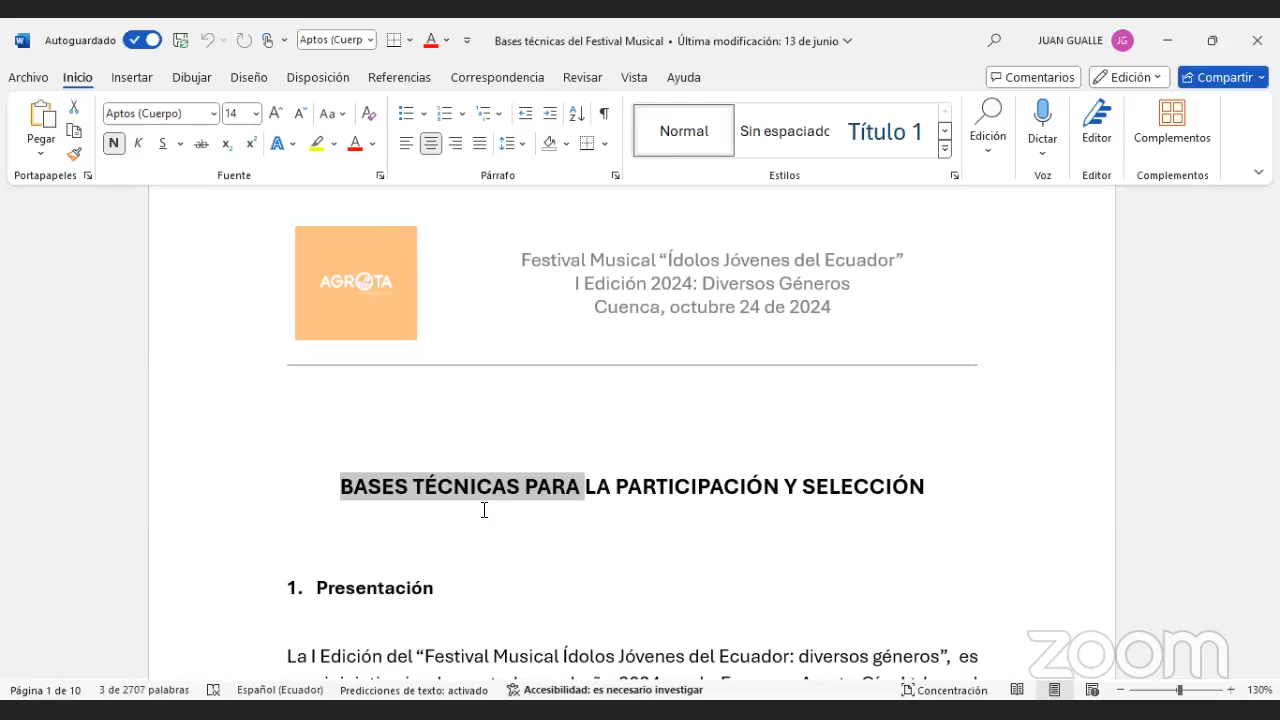 Autoguardado
Aptos (Cuerp
Bases técnicas del Festival Musical • Última modificación: 13 de junio
JUAN GUALLE
JG
Archivo
Inicio
Insertar
Dibujar
Diseño
Disposición
Referencias
Correspondencia
Revisar
Vista
Ayuda
Comentarios
Edición
Compartir
Pegar
Portapapeles
Aptos (Cuerpo)
14
Aa
N K S ab x₂ x²
Fuente
Párrafo
Normal
Sin espaciado
Título 1
Estilos
Edición
Dictar
Voz
Editor
Editor
Complementos
Complementos
AGROTA
Festival Musical “Ídolos Jóvenes del Ecuador”
I Edición 2024: Diversos Géneros
Cuenca, octubre 24 de 2024
BASES TÉCNICAS PARA LA PARTICIPACIÓN Y SELECCIÓN
1. Presentación
La I Edición del “Festival Musical Ídolos Jóvenes del Ecuador: diversos géneros”, es
zoom
Página 1 de 10
3 de 2707 palabras
Español (Ecuador)
Predicciones de texto: activado
Accesibilidad: es necesario investigar
Concentración
130%